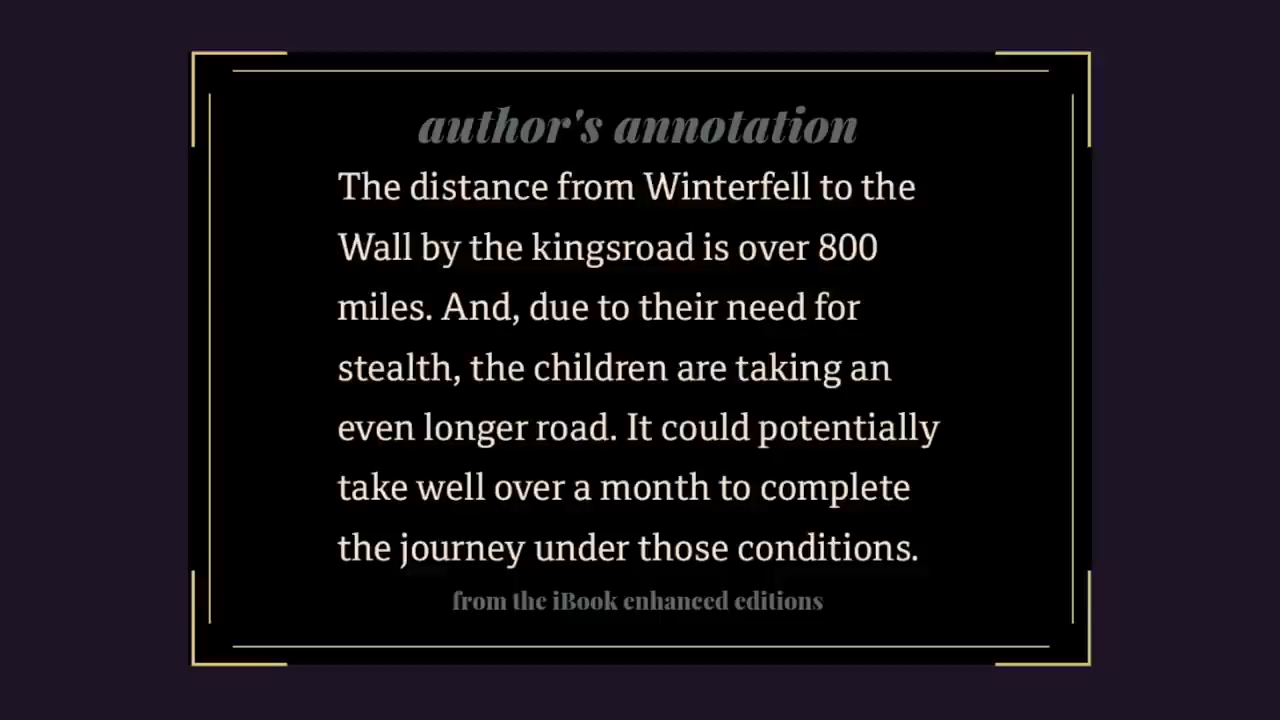 author's annotation
The distance from Winterfell to the
Wall by the kingsroad is over 800
miles. And, due to their need for
stealth, the children are taking an
even longer road. It could potentially
take well over a month to complete
the journey under those conditions.
from the iBook enhanced editions